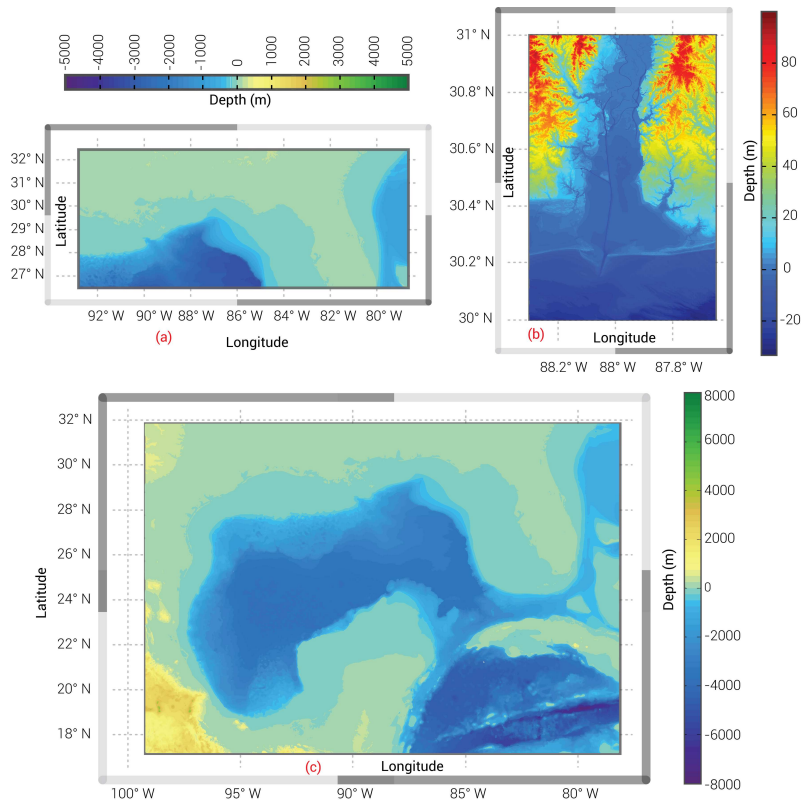 -5000 -4000 -3000 -2000 -1000 0 1000 2000 3000 4000 5000
Depth (m)
32° N
31° N
30° N
29° N
28° N
27° N
Latitude
92° W 90° W 88° W 86° W 84° W 82° W 80° W
(a)
Longitude
31° N
30.8° N
30.6° N
30.4° N
30.2° N
30° N
Latitude
(b)
Longitude
88.2° W 88° W 87.8° W
80
60
40
20
0
-20
Depth (m)
32° N
30° N
28° N
26° N
24° N
22° N
20° N
18° N
Latitude
(c)
Longitude
100° W 95° W 90° W 85° W 80° W
8000
6000
4000
2000
0
-2000
-4000
-6000
-8000
Depth (m)